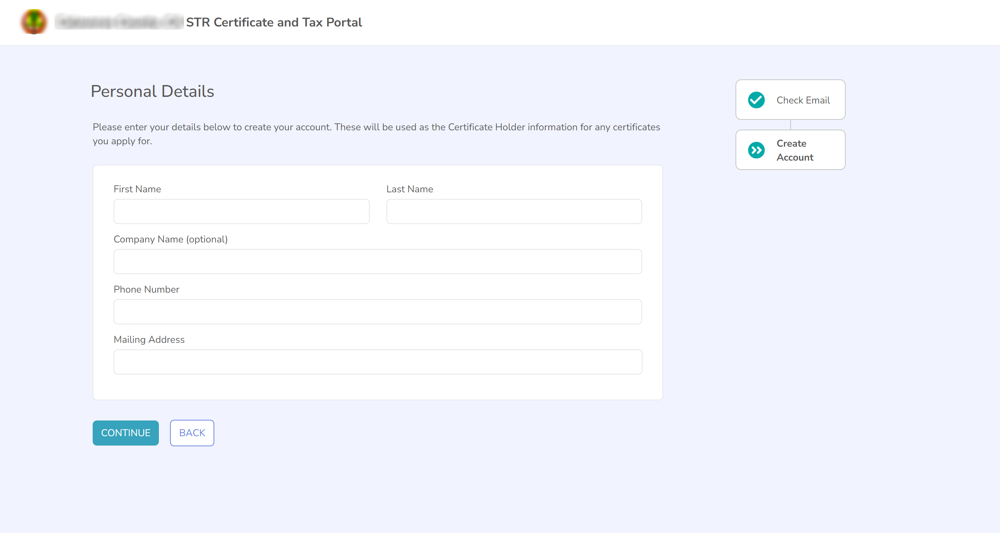 STR Certificate and Tax Portal
Personal Details
Please enter your details below to create your account. These will be used as the Certificate Holder information for any certificates
you apply for.
First Name
Last Name
Company Name (optional)
Phone Number
Mailing Address
CONTINUE
BACK
Check Email
Create
Account